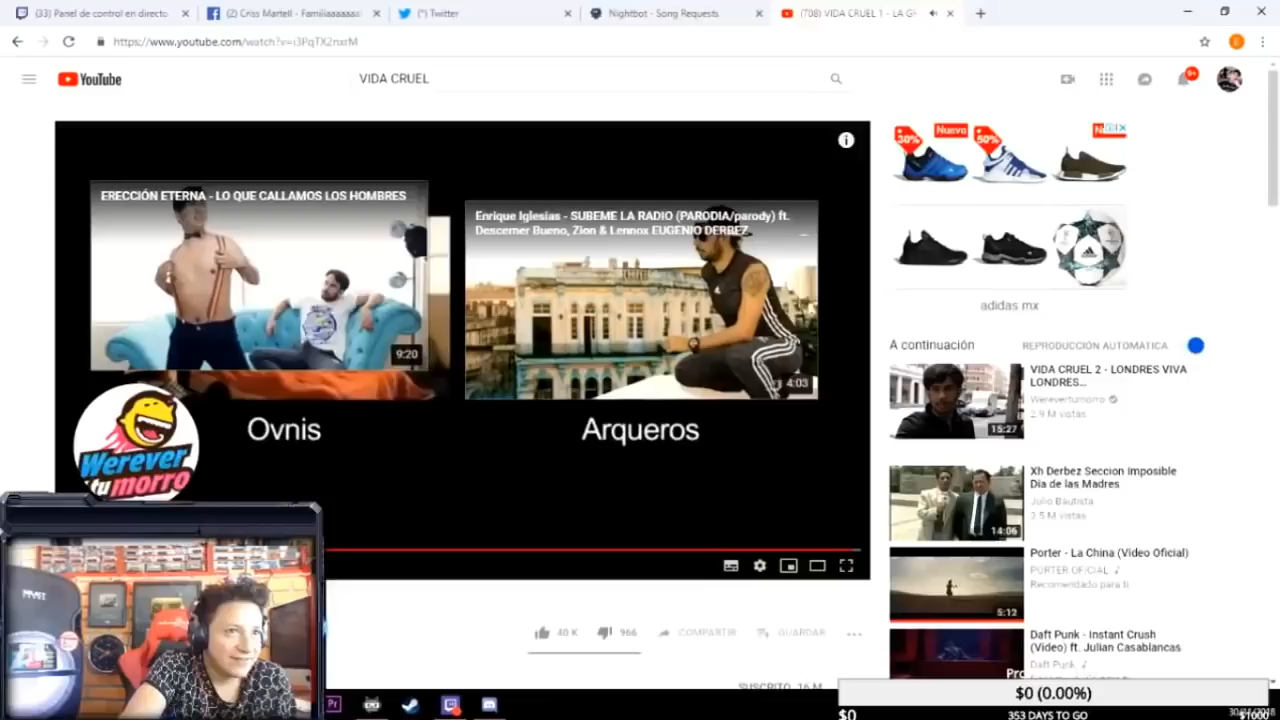 (33) Panel de control en directo
(2) Criss Martell - Familiaaaaaaa
(*) Twitter
Nightbot - Song Requests
(708) VIDA CRUEL 1 - LA G
https://www.youtube.com/watch?v=i3PqTX2nxrM
YouTube
VIDA CRUEL
9+
ERECCIÓN ETERNA - LO QUE CALLAMOS LOS HOMBRES
9:20
Ovnis
Enrique Iglesias - SUBEME LA RADIO (PARODIA/parody) ft.
Descemer Bueno, Zion & Lennox EUGENIO DERBEZ
4:03
Arqueros
Werever
tu morro
40 K
966
COMPARTIR
GUARDAR
SUSCRITO 16 M
30%
Nuevo
50%
adidas mx
A continuación
REPRODUCCIÓN AUTOMÁTICA
VIDA CRUEL 2 - LONDRES VIVA
LONDRES...
Werevertumorro
2.9 M vistas
15:27
Xh Derbez Seccion Imposible
Dia de las Madres
Julio Bautista
3.5 M vistas
14:06
Porter - La China (Video Oficial)
PORTER OFICIAL
Recomendado para ti
5:12
Daft Punk - Instant Crush
(Video) ft. Julian Casablancas
Daft Punk
Pr
$0 (0.00%)
$0
353 DAYS TO GO
$1000